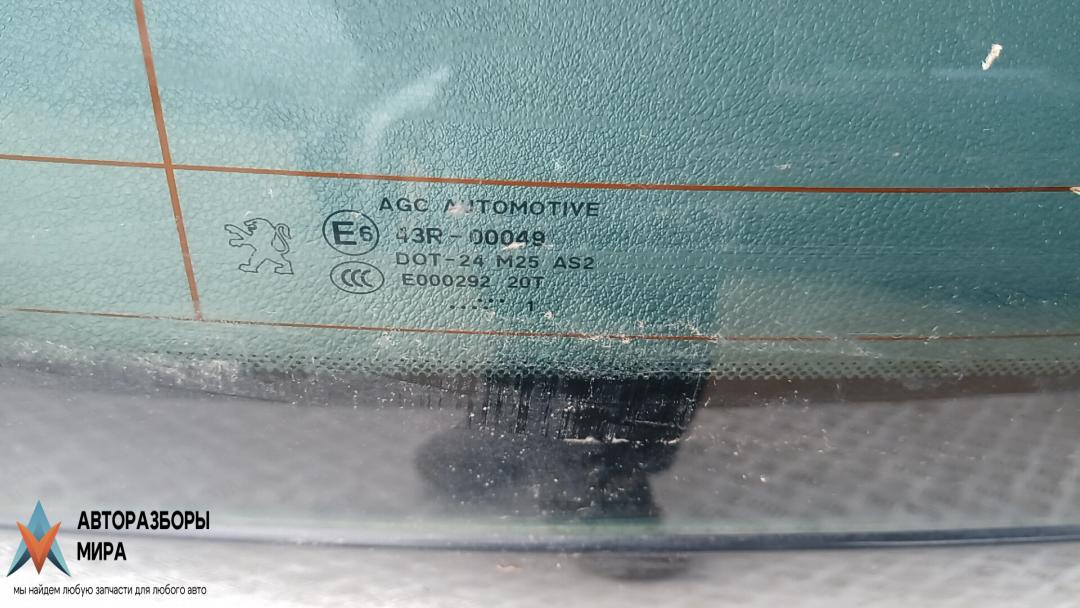 AGC AUTOMOTIVE
E6 43R-00049
DOT-24 M25 AS2
CCC E000292 20T
...... 1
АВТОРАЗБОРЫ
МИРА
мы найдем любую запчасти для любого авто